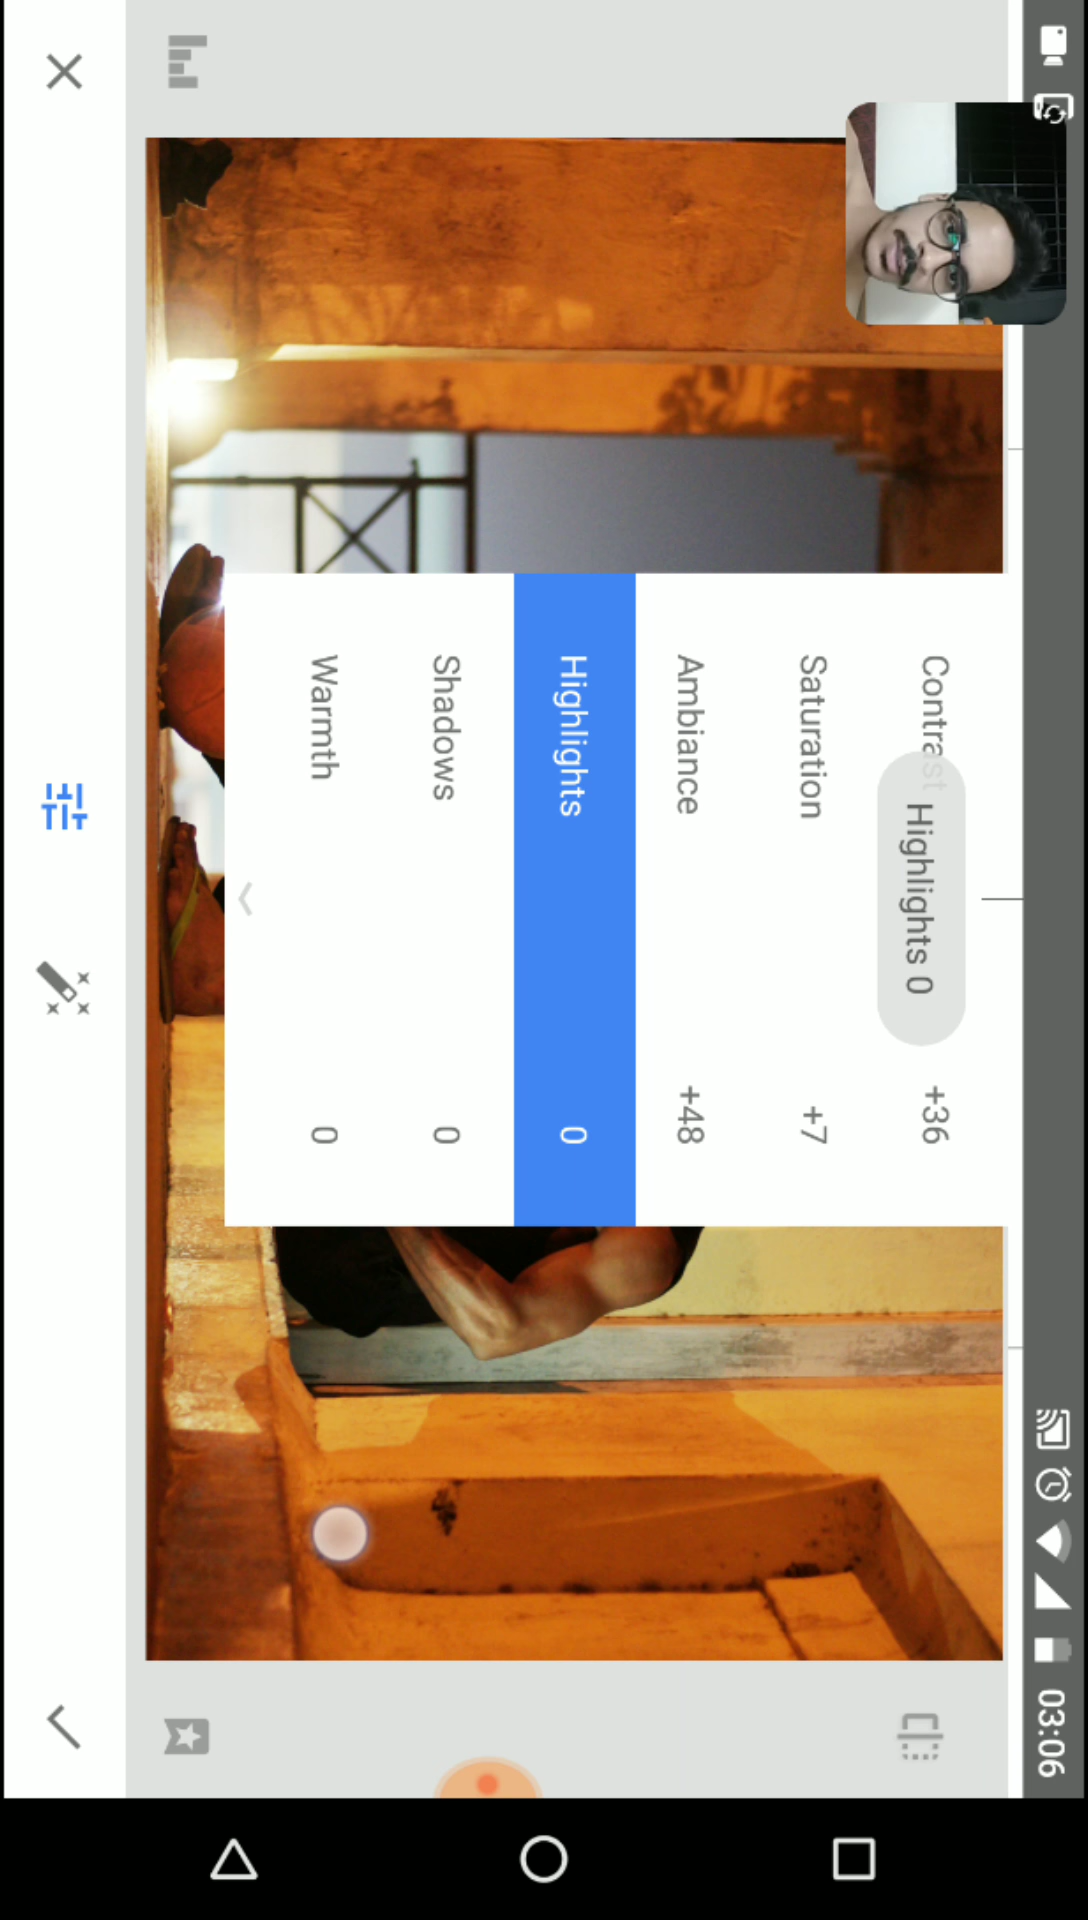 03:06
Highlights 0
Contrast +36
Saturation +7
Ambiance +48
Highlights 0
Shadows 0
Warmth 0